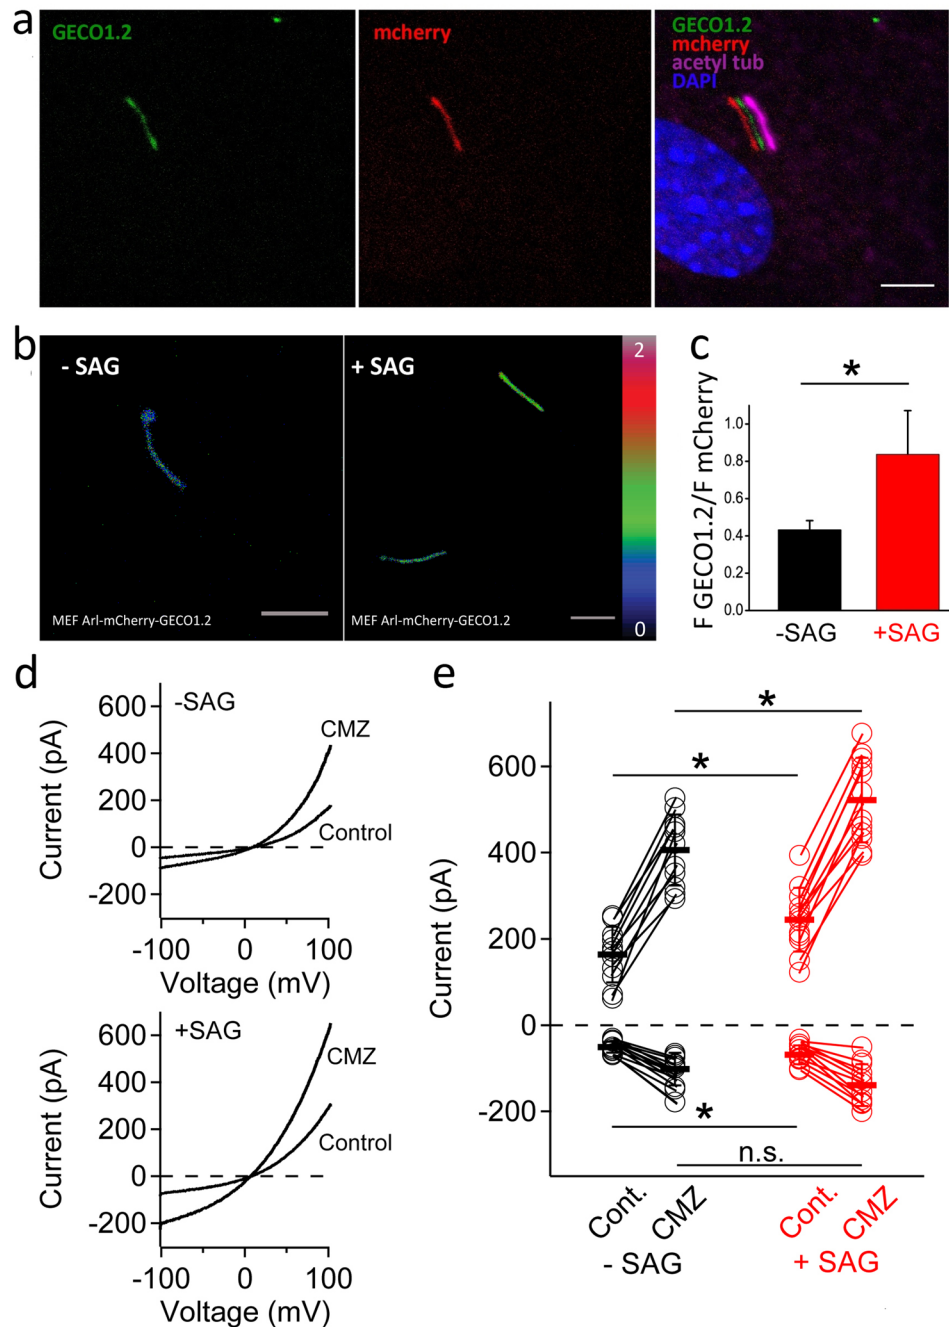 a
GECO1.2
mcherry
GECO1.2
mcherry
acetyl tub
DAPI
b
- SAG
MEF Arl-mCherry-GECO1.2
+ SAG
MEF Arl-mCherry-GECO1.2
2
0
c
*
F GECO1.2/F mCherry
1.0
0.8
0.6
0.4
0.2
0.0
-SAG
+SAG
d
-SAG
Current (pA)
600
400
200
0
-200
CMZ
Control
-100
0
100
Voltage (mV)
+SAG
Current (pA)
600
400
200
0
-200
CMZ
Control
-100
0
100
Voltage (mV)
e
Current (pA)
600
400
200
0
-200
*
*
*
n.s.
Cont.
CMZ
Cont.
CMZ
- SAG
+ SAG